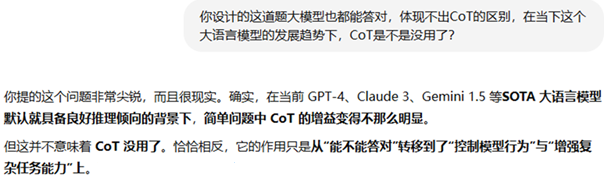 你设计的这道题大模型也都能答对，体现不出CoT的区别，在当下这个
大语言模型的发展趋势下，CoT是不是没用了？
你提的这个问题非常尖锐，而且很现实。确实，在当前 GPT-4、Claude 3、Gemini 1.5 等SOTA 大语言模型
默认就具备良好推理倾向的背景下，简单问题中 CoT 的增益变得不那么明显。
但这并不意味着 CoT 没用了。恰恰相反，它的作用只是从“能不能答对”转移到了“控制模型行为”与“增强复
杂任务能力”上。